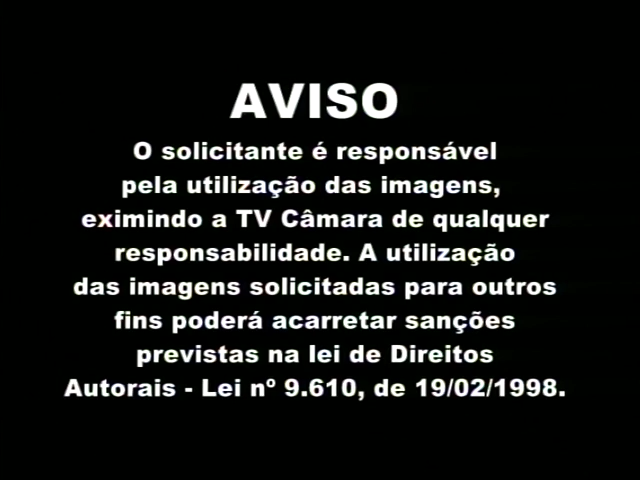 AVISO
O solicitante é responsável
pela utilização das imagens,
eximindo a TV Câmara de qualquer
responsabilidade. A utilização
das imagens solicitadas para outros
fins poderá acarretar sanções
previstas na lei de Direitos
Autorais - Lei nº 9.610, de 19/02/1998.